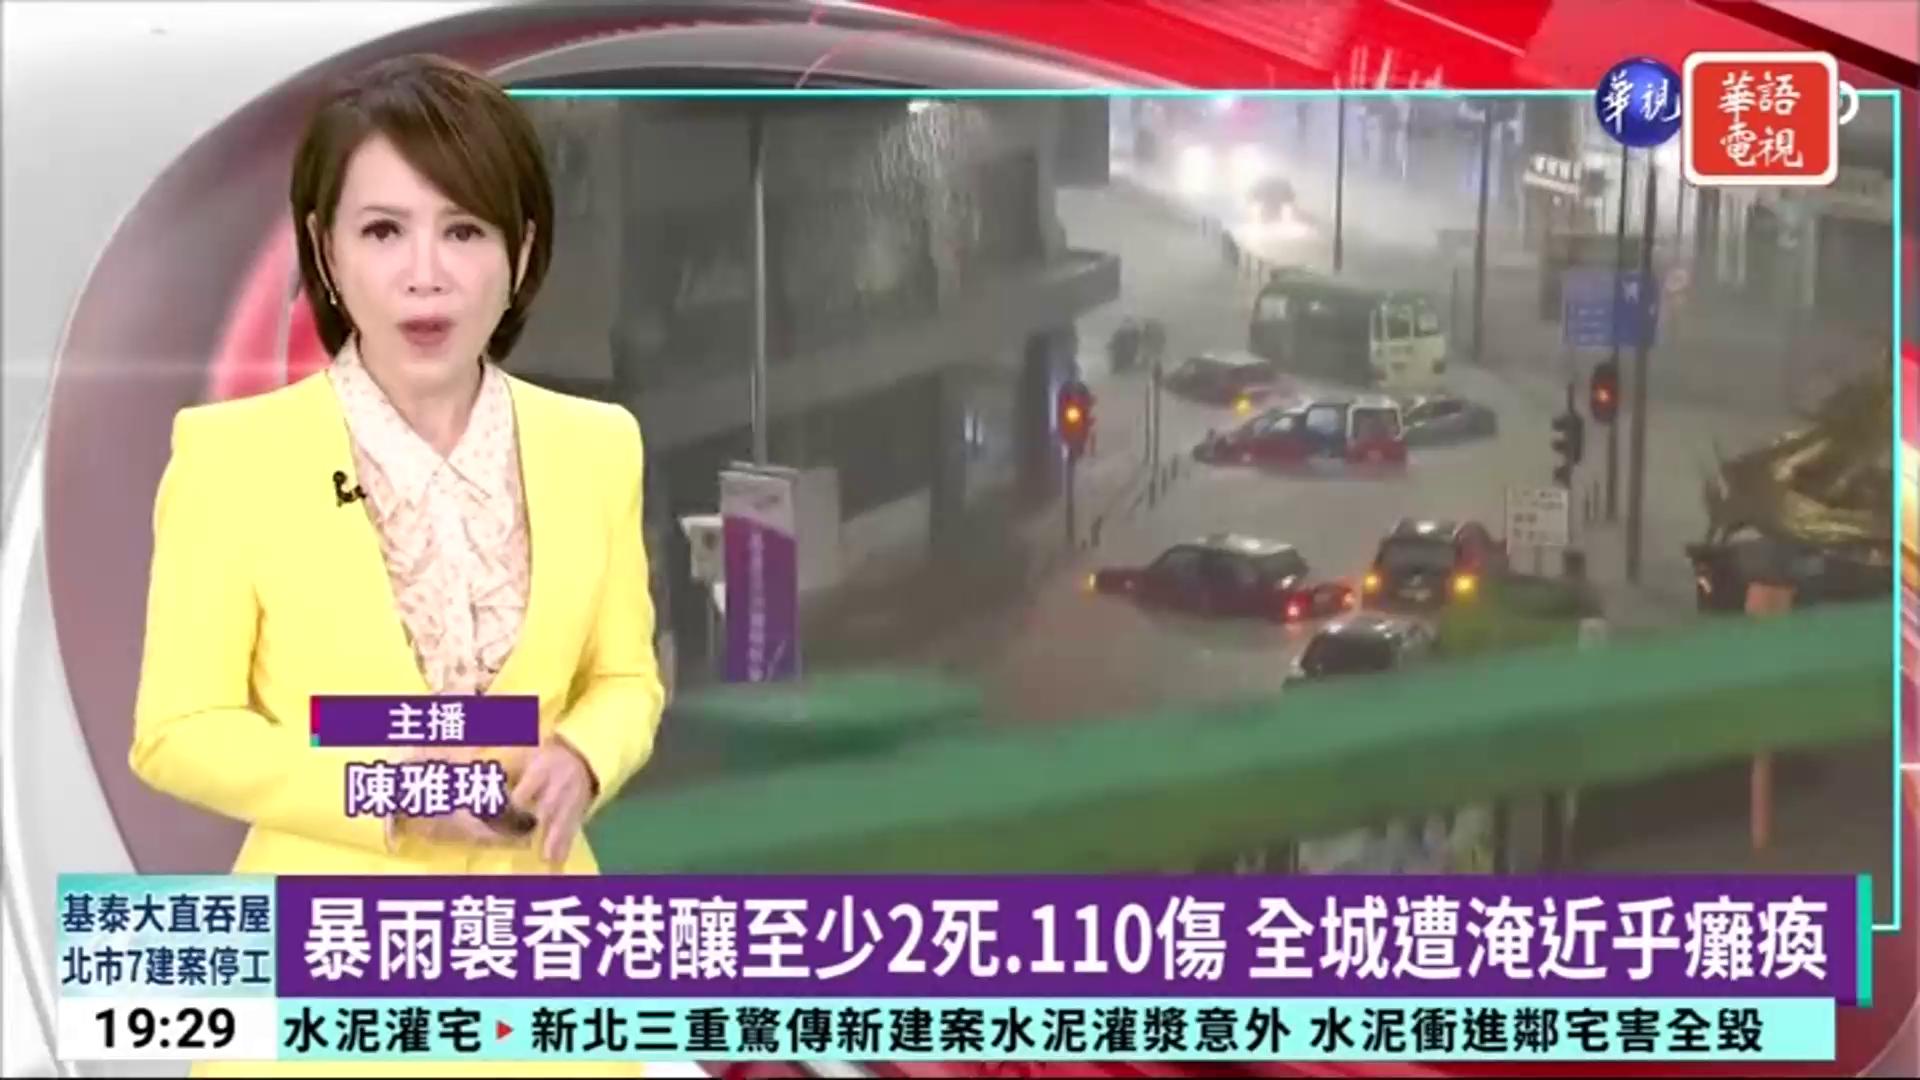 華視
華語
電視
主播
陳雅琳
基泰大直吞屋
北市7建案停工
暴雨襲香港釀至少2死.110傷 全城遭淹近乎癱瘓
19:29
水泥灌宅▶新北三重驚傳新建案水泥灌漿意外 水泥衝進鄰宅害全毀